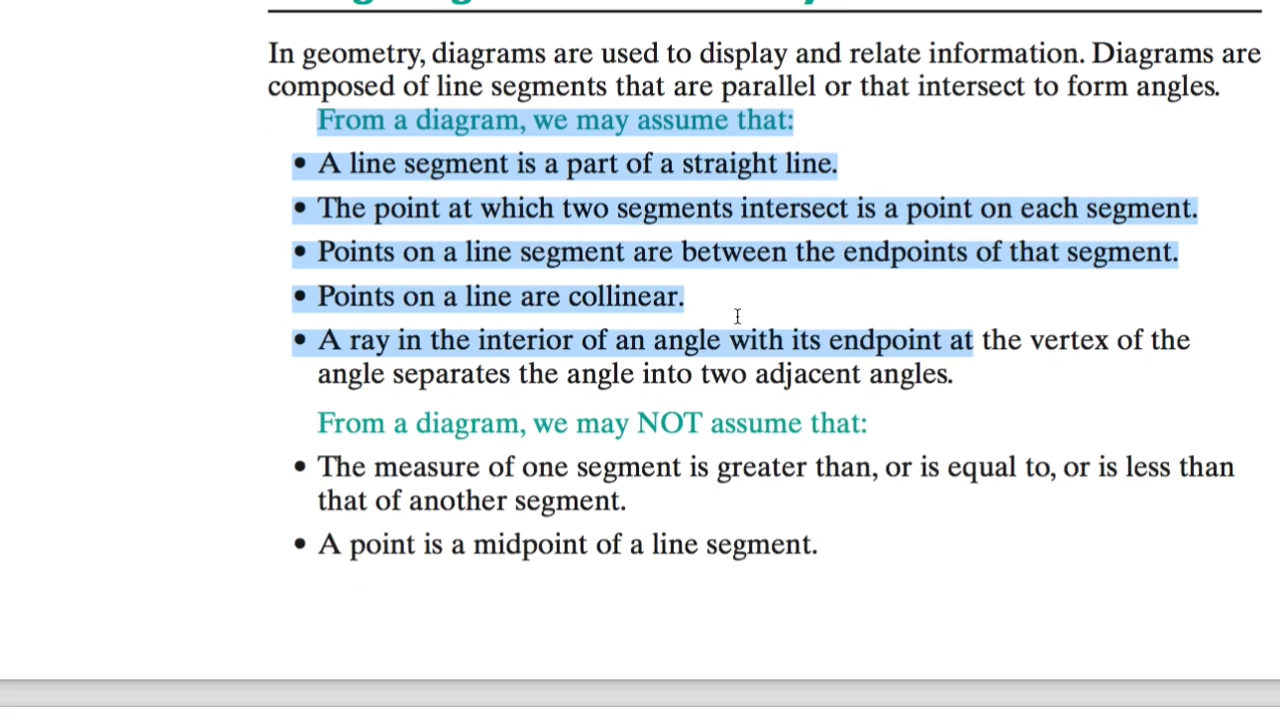 In geometry, diagrams are used to display and relate information. Diagrams are
composed of line segments that are parallel or that intersect to form angles.
From a diagram, we may assume that:
• A line segment is a part of a straight line.
• The point at which two segments intersect is a point on each segment.
• Points on a line segment are between the endpoints of that segment.
• Points on a line are collinear.
• A ray in the interior of an angle with its endpoint at the vertex of the
angle separates the angle into two adjacent angles.
From a diagram, we may NOT assume that:
• The measure of one segment is greater than, or is equal to, or is less than
that of another segment.
• A point is a midpoint of a line segment.